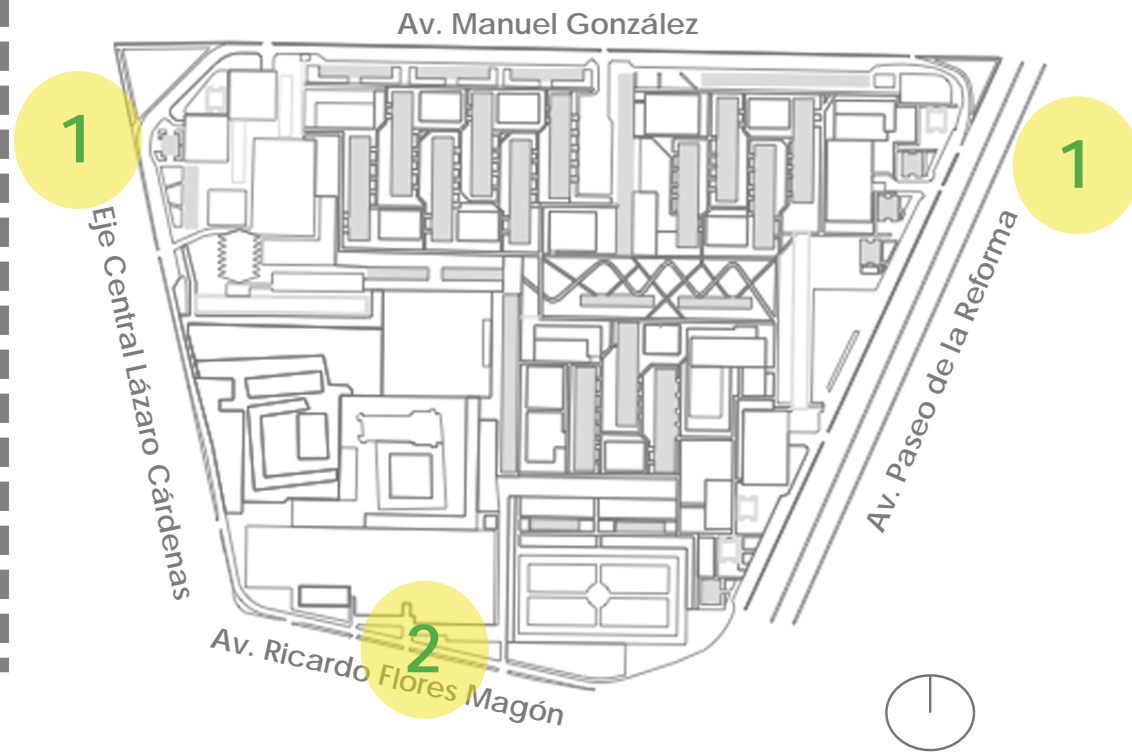 Av. Manuel González
1
1
Eje Central Lázaro Cárdenas
Av. Paseo de la Reforma
2
Av. Ricardo Flores Magón